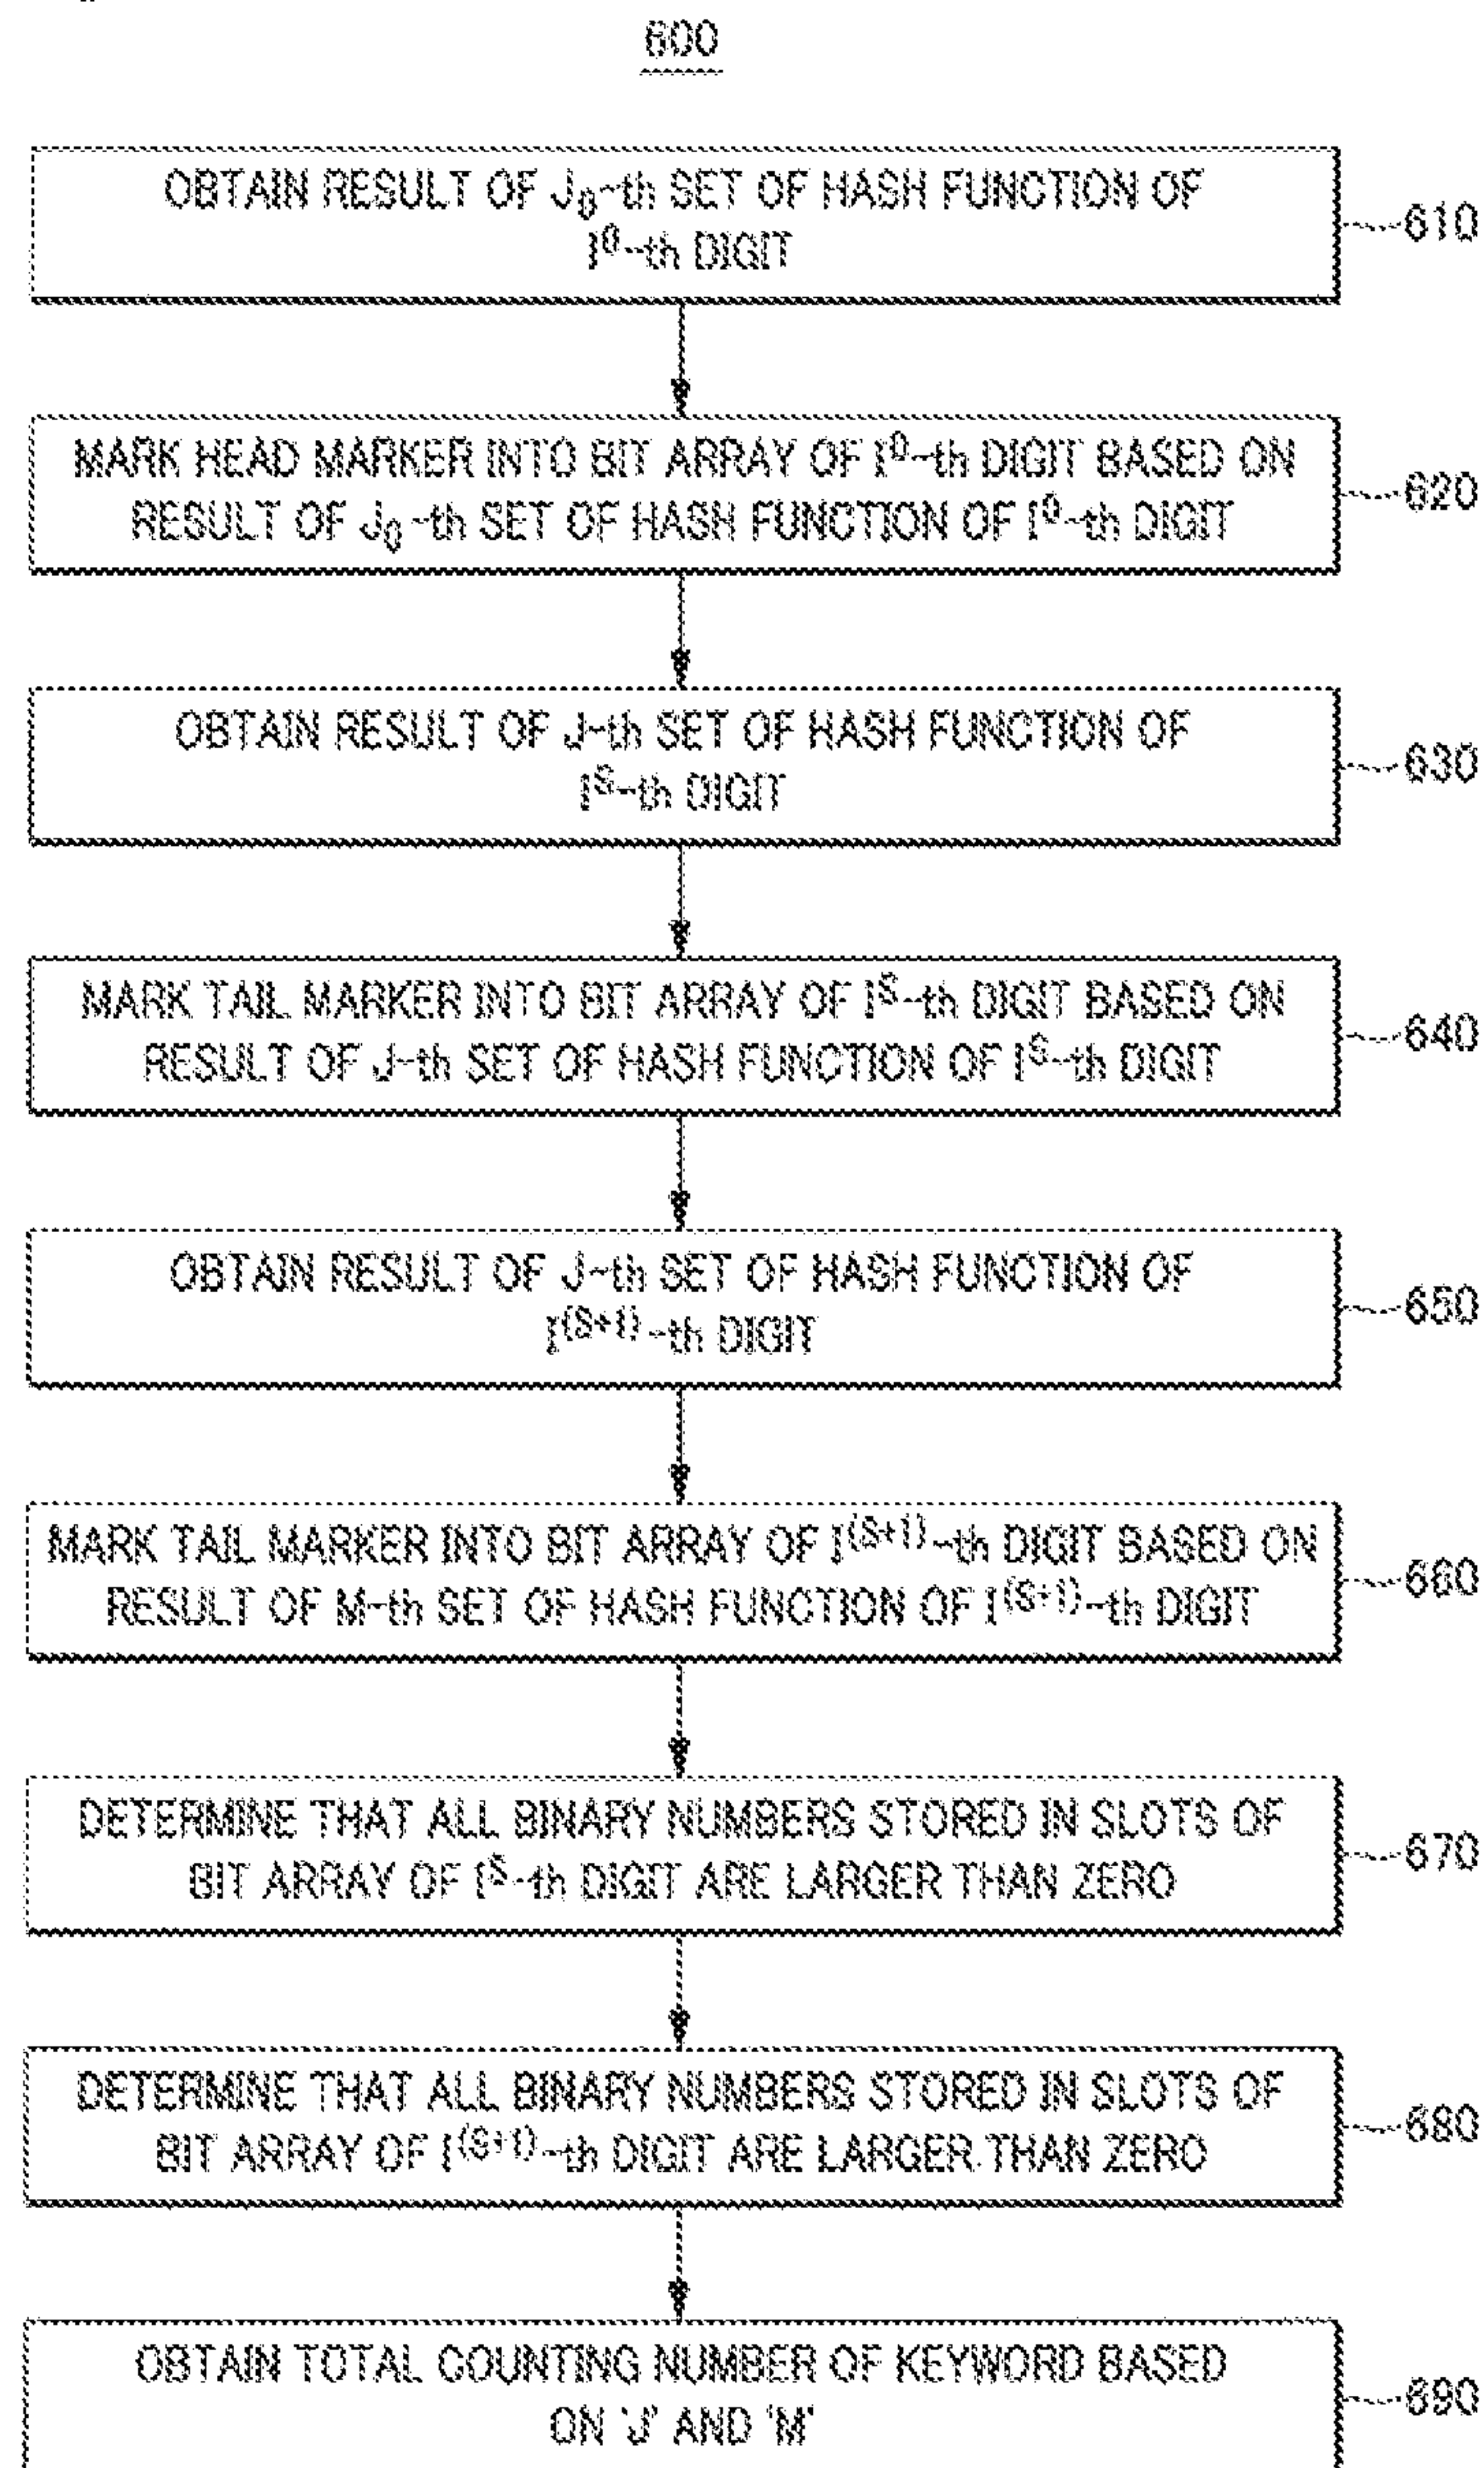 600
OBTAIN RESULT OF J₀-th SET OF HASH FUNCTION OF
I⁰-th DIGIT
610
MARK HEAD MARKER INTO BIT ARRAY OF I⁰-th DIGIT BASED ON
RESULT OF J₀-th SET OF HASH FUNCTION OF I⁰-th DIGIT
620
OBTAIN RESULT OF J-th SET OF HASH FUNCTION OF
I^S-th DIGIT
630
MARK TAIL MARKER INTO BIT ARRAY OF I^S-th DIGIT BASED ON
RESULT OF J-th SET OF HASH FUNCTION OF I^S-th DIGIT
640
OBTAIN RESULT OF J-th SET OF HASH FUNCTION OF
I^(S+1)-th DIGIT
650
MARK TAIL MARKER INTO BIT ARRAY OF I^(S+1)-th DIGIT BASED ON
RESULT OF M-th SET OF HASH FUNCTION OF I^(S+1)-th DIGIT
660
DETERMINE THAT ALL BINARY NUMBERS STORED IN SLOTS OF
BIT ARRAY OF I^S-th DIGIT ARE LARGER THAN ZERO
670
DETERMINE THAT ALL BINARY NUMBERS STORED IN SLOTS OF
BIT ARRAY OF I^(S+1)-th DIGIT ARE LARGER THAN ZERO
680
OBTAIN TOTAL COUNTING NUMBER OF KEYWORD BASED
ON 'J' AND 'M'
690